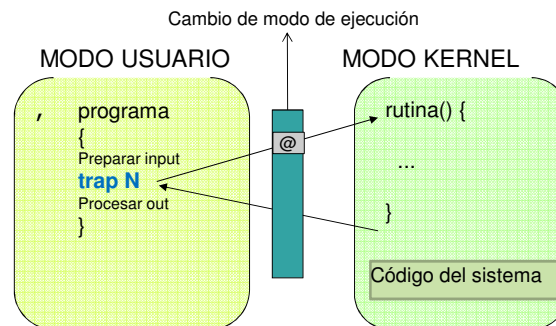 Cambio de modo de ejecución
MODO USUARIO
MODO KERNEL
, programa
{
Preparar input
trap N
Procesar out
}
@
rutina() {
...
}
Código del sistema